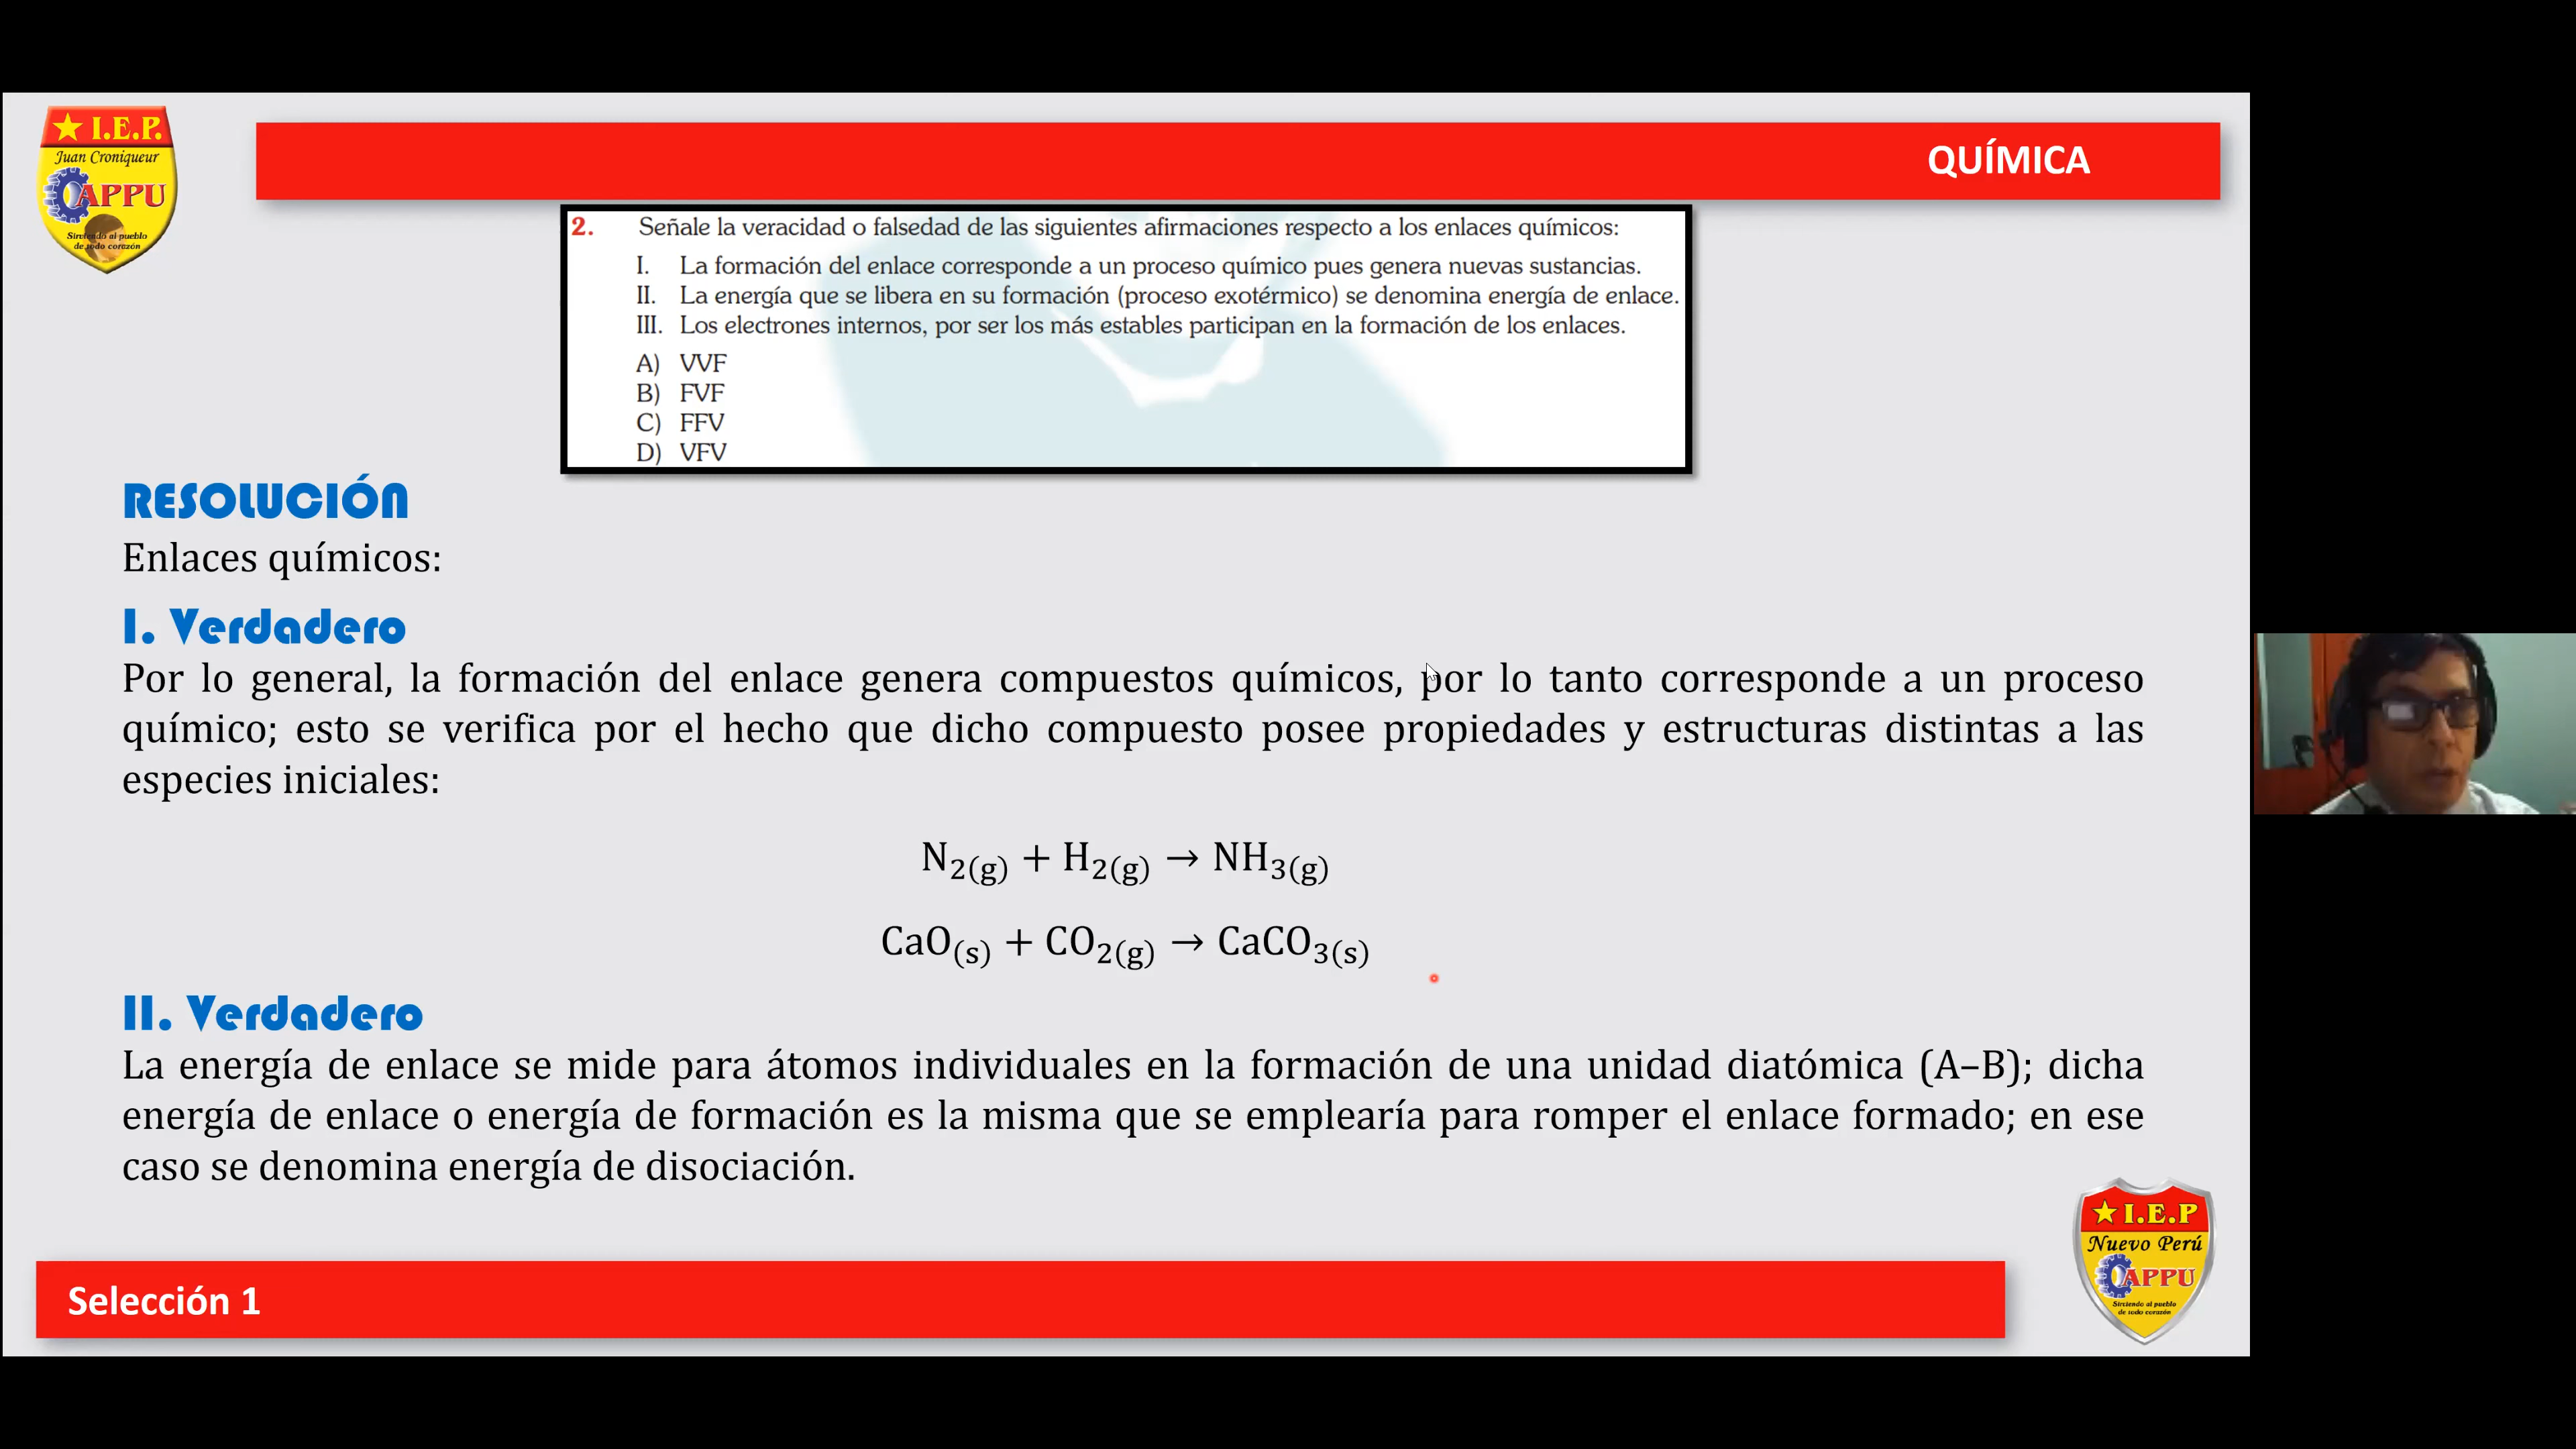 I.E.P.
Juan Croniqueur
APPU
Sirviendo al pueblo
de todo corazón
QUÍMICA
2. Señale la veracidad o falsedad de las siguientes afirmaciones respecto a los enlaces químicos:
I. La formación del enlace corresponde a un proceso químico pues genera nuevas sustancias.
II. La energía que se libera en su formación (proceso exotérmico) se denomina energía de enlace.
III. Los electrones internos, por ser los más estables participan en la formación de los enlaces.
A) VVF
B) FVF
C) FFV
D) VFV
RESOLUCIÓN
Enlaces químicos:
I. Verdadero
Por lo general, la formación del enlace genera compuestos químicos, por lo tanto corresponde a un proceso
químico; esto se verifica por el hecho que dicho compuesto posee propiedades y estructuras distintas a las
especies iniciales:
N₂(g) + H₂(g) → NH₃(g)
CaO(s) + CO₂(g) → CaCO₃(s)
II. Verdadero
La energía de enlace se mide para átomos individuales en la formación de una unidad diatómica (A–B); dicha
energía de enlace o energía de formación es la misma que se emplearía para romper el enlace formado; en ese
caso se denomina energía de disociación.
I.E.P
Nuevo Perú
APPU
Sirviendo al pueblo
de todo corazón
Selección 1